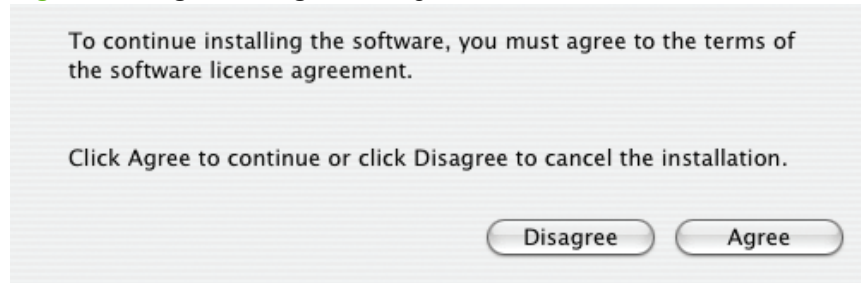 To continue installing the software, you must agree to the terms of
the software license agreement.
Click Agree to continue or click Disagree to cancel the installation.
Disagree Agree